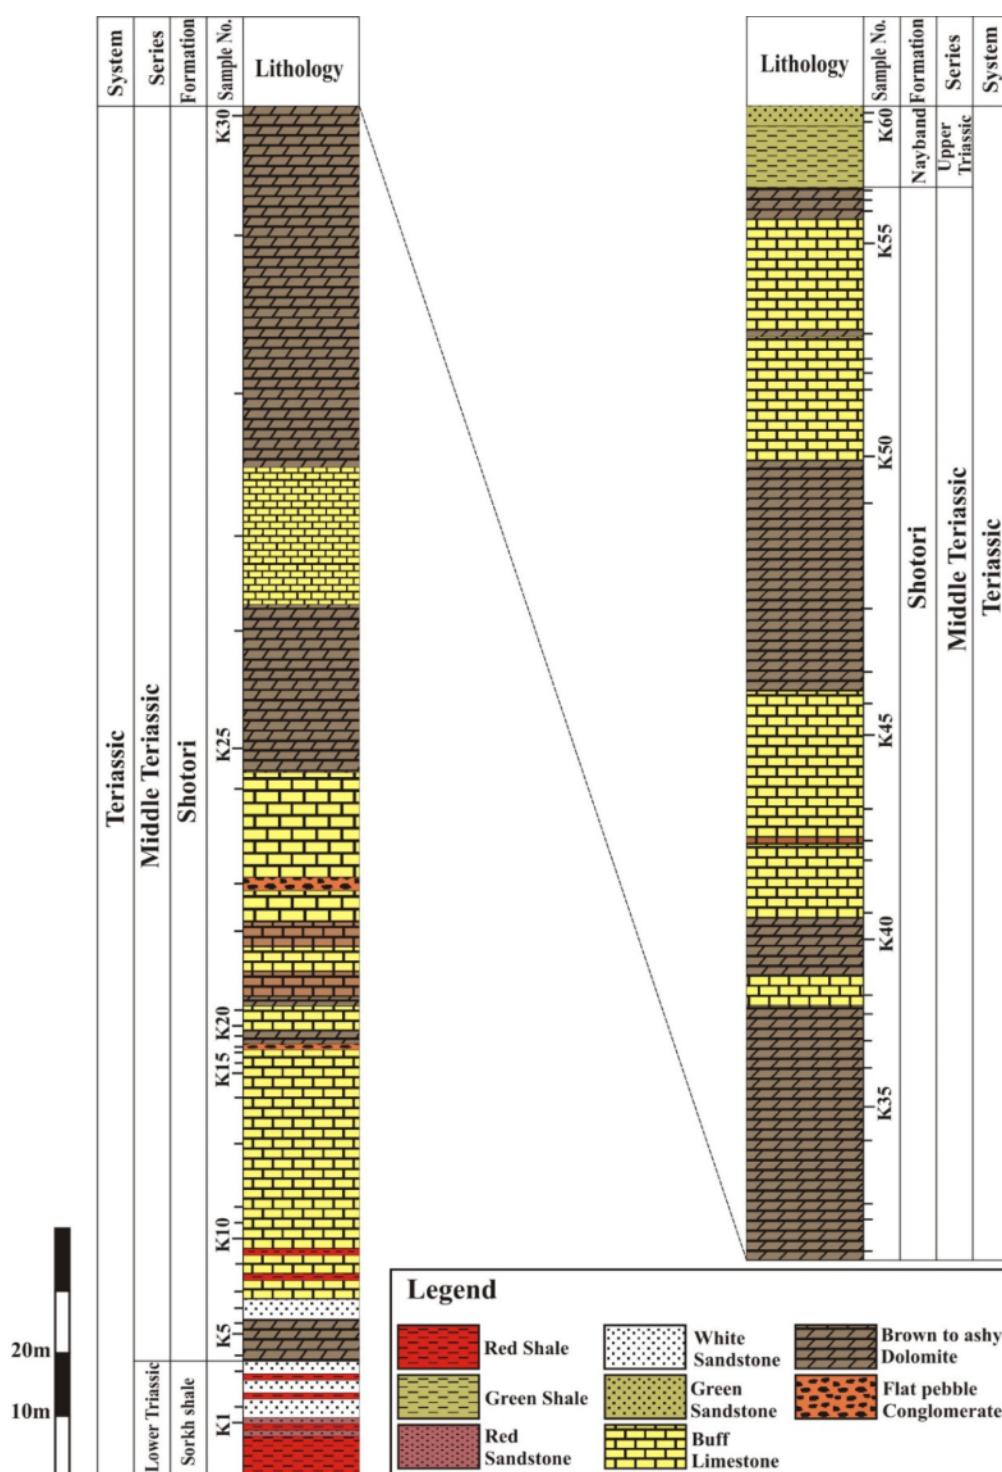 System
Series
Formation
Sample No.
Lithology
K30
K25
K20
K15
K10
K5
K1
Teriassic
Middle Teriassic
Shotori
Lower Triassic
Sorkh shale
20m
10m
Lithology
Sample No.
Formation
Series
System
K60
K55
K50
K45
K40
K35
Nayband
Upper
Triassic
Shotori
Middle Teriassic
Teriassic
Legend
Red Shale
White
Sandstone
Brown to ashy
Dolomite
Green Shale
Green
Sandstone
Flat pebble
Conglomerate
Red
Sandstone
Buff
Limestone